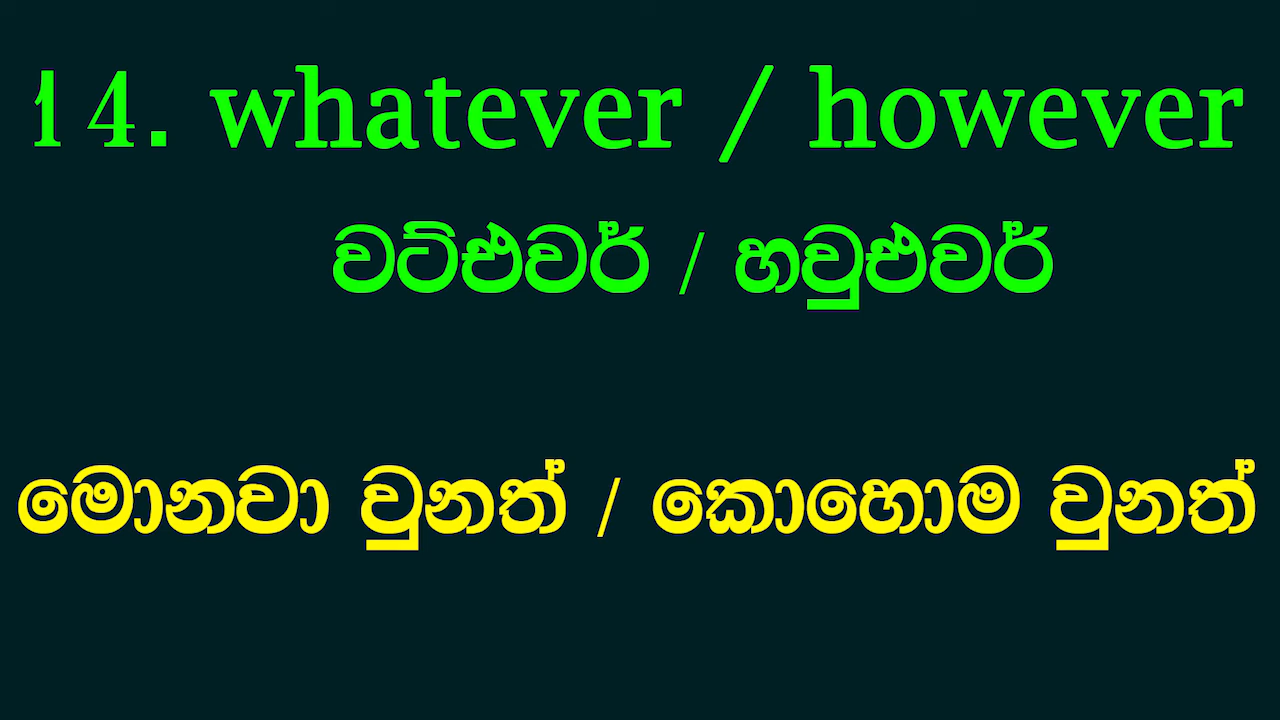 14. whatever / however
වට්එවර් / හවුඑවර්
මොනවා වුනත් / කොහොම වුනත්